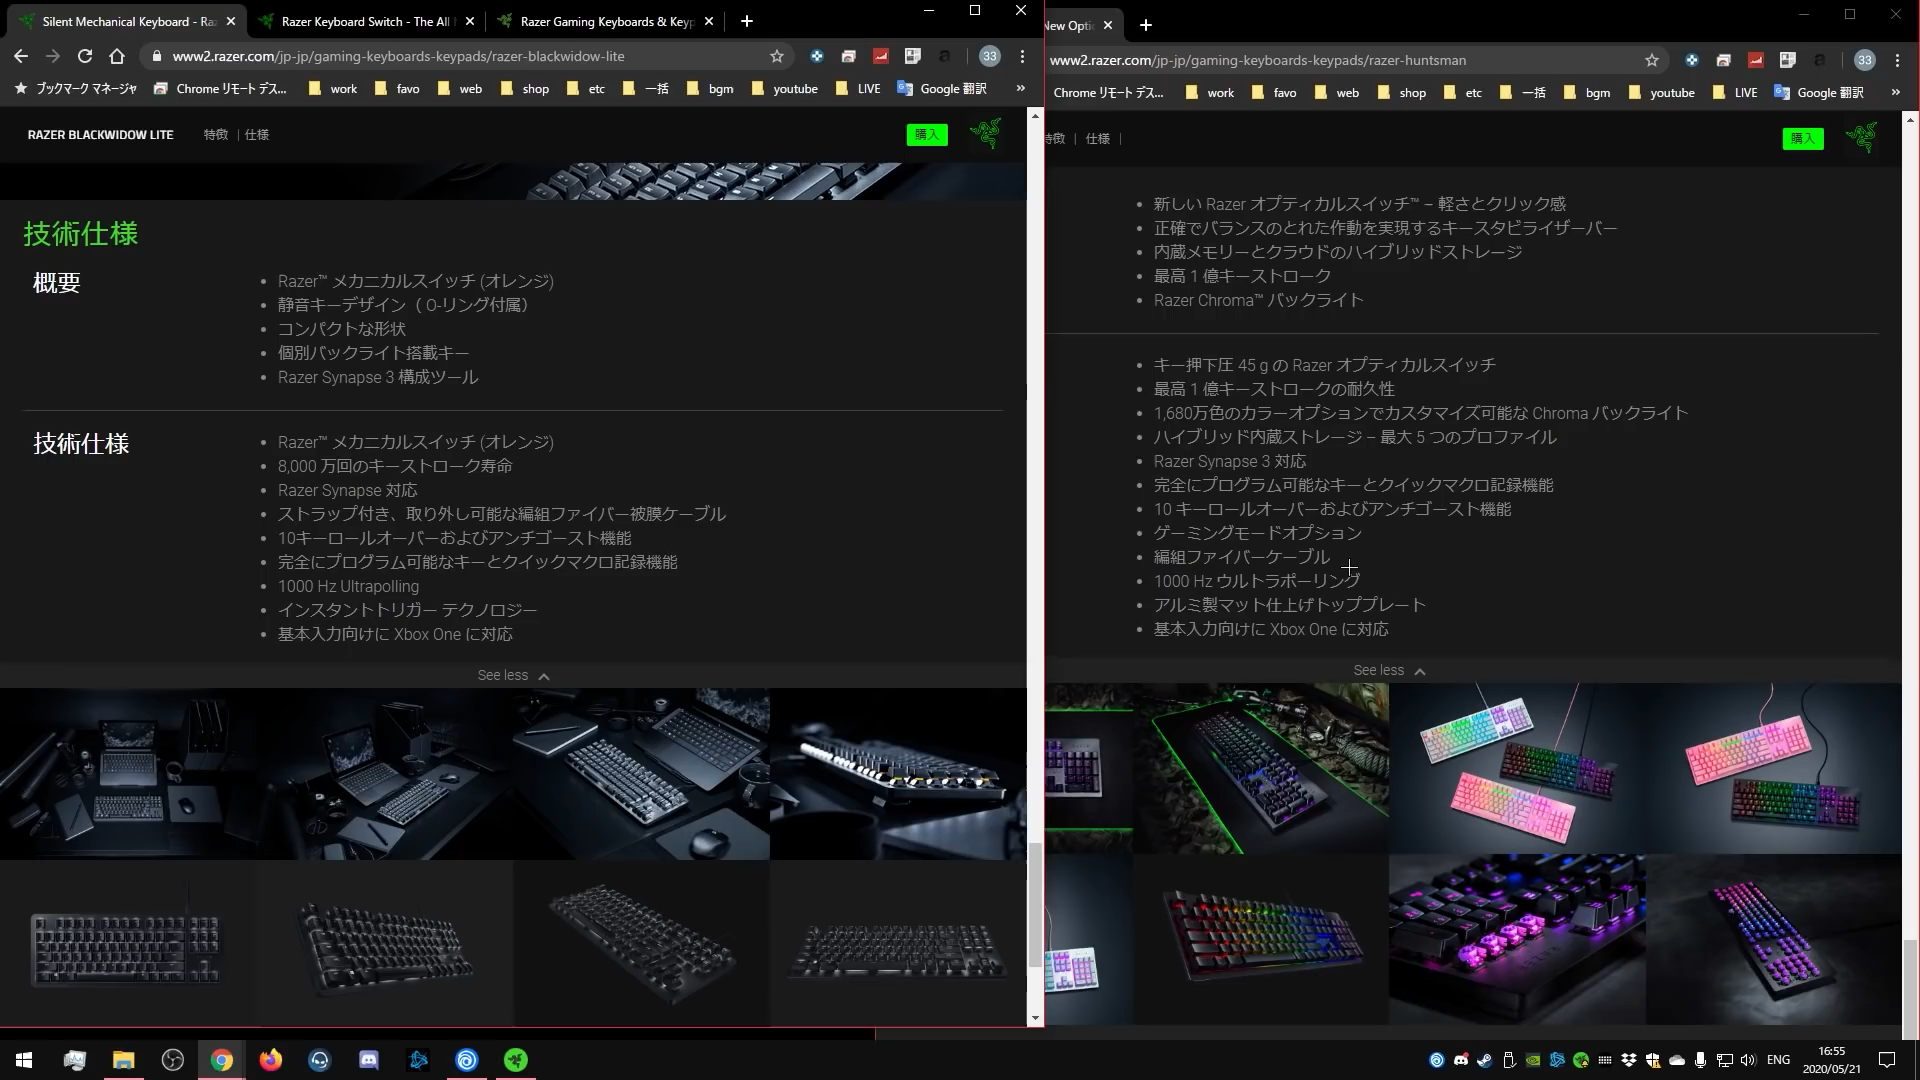 Silent Mechanical Keyboard - Raz
Razer Keyboard Switch - The All
Razer Gaming Keyboards & Keyp
www2.razer.com/jp-jp/gaming-keyboards-keypads/razer-blackwidow-lite
33
ブックマーク マネージャ
Chrome リモート デス...
work
favo
web
shop
etc
一括
bgm
youtube
LIVE
Google 翻訳
»
RAZER BLACKWIDOW LITE
特徴 | 仕様
購入
技術仕様
概要
• Razer™ メカニカルスイッチ (オレンジ)
• 静音キーデザイン（ O-リング付属）
• コンパクトな形状
• 個別バックライト搭載キー
• Razer Synapse 3 構成ツール
技術仕様
• Razer™ メカニカルスイッチ (オレンジ)
• 8,000 万回のキーストローク寿命
• Razer Synapse 対応
• ストラップ付き、取り外し可能な編組ファイバー被膜ケーブル
• 10キーロールオーバーおよびアンチゴースト機能
• 完全にプログラム可能なキーとクイックマクロ記録機能
• 1000 Hz Ultrapolling
• インスタントトリガー テクノロジー
• 基本入力向けに Xbox One に対応
See less
New Optic
www2.razer.com/jp-jp/gaming-keyboards-keypads/razer-huntsman
33
Chrome リモート デス...
work
favo
web
shop
etc
一括
bgm
youtube
LIVE
Google 翻訳
»
特徴 | 仕様 |
購入
• 新しい Razer オプティカルスイッチ™ – 軽さとクリック感
• 正確でバランスのとれた作動を実現するキースタビライザーバー
• 内蔵メモリーとクラウドのハイブリッドストレージ
• 最高 1 億キーストローク
• Razer Chroma™ バックライト
• キー押下圧 45 g の Razer オプティカルスイッチ
• 最高 1 億キーストロークの耐久性
• 1,680万色のカラーオプションでカスタマイズ可能な Chroma バックライト
• ハイブリッド内蔵ストレージ – 最大 5 つのプロファイル
• Razer Synapse 3 対応
• 完全にプログラム可能なキーとクイックマクロ記録機能
• 10 キーロールオーバーおよびアンチゴースト機能
• ゲーミングモードオプション
• 編組ファイバーケーブル
• 1000 Hz ウルトラポーリング
• アルミ製マット仕上げトッププレート
• 基本入力向けに Xbox One に対応
See less
ENG
16:55
2020/05/21